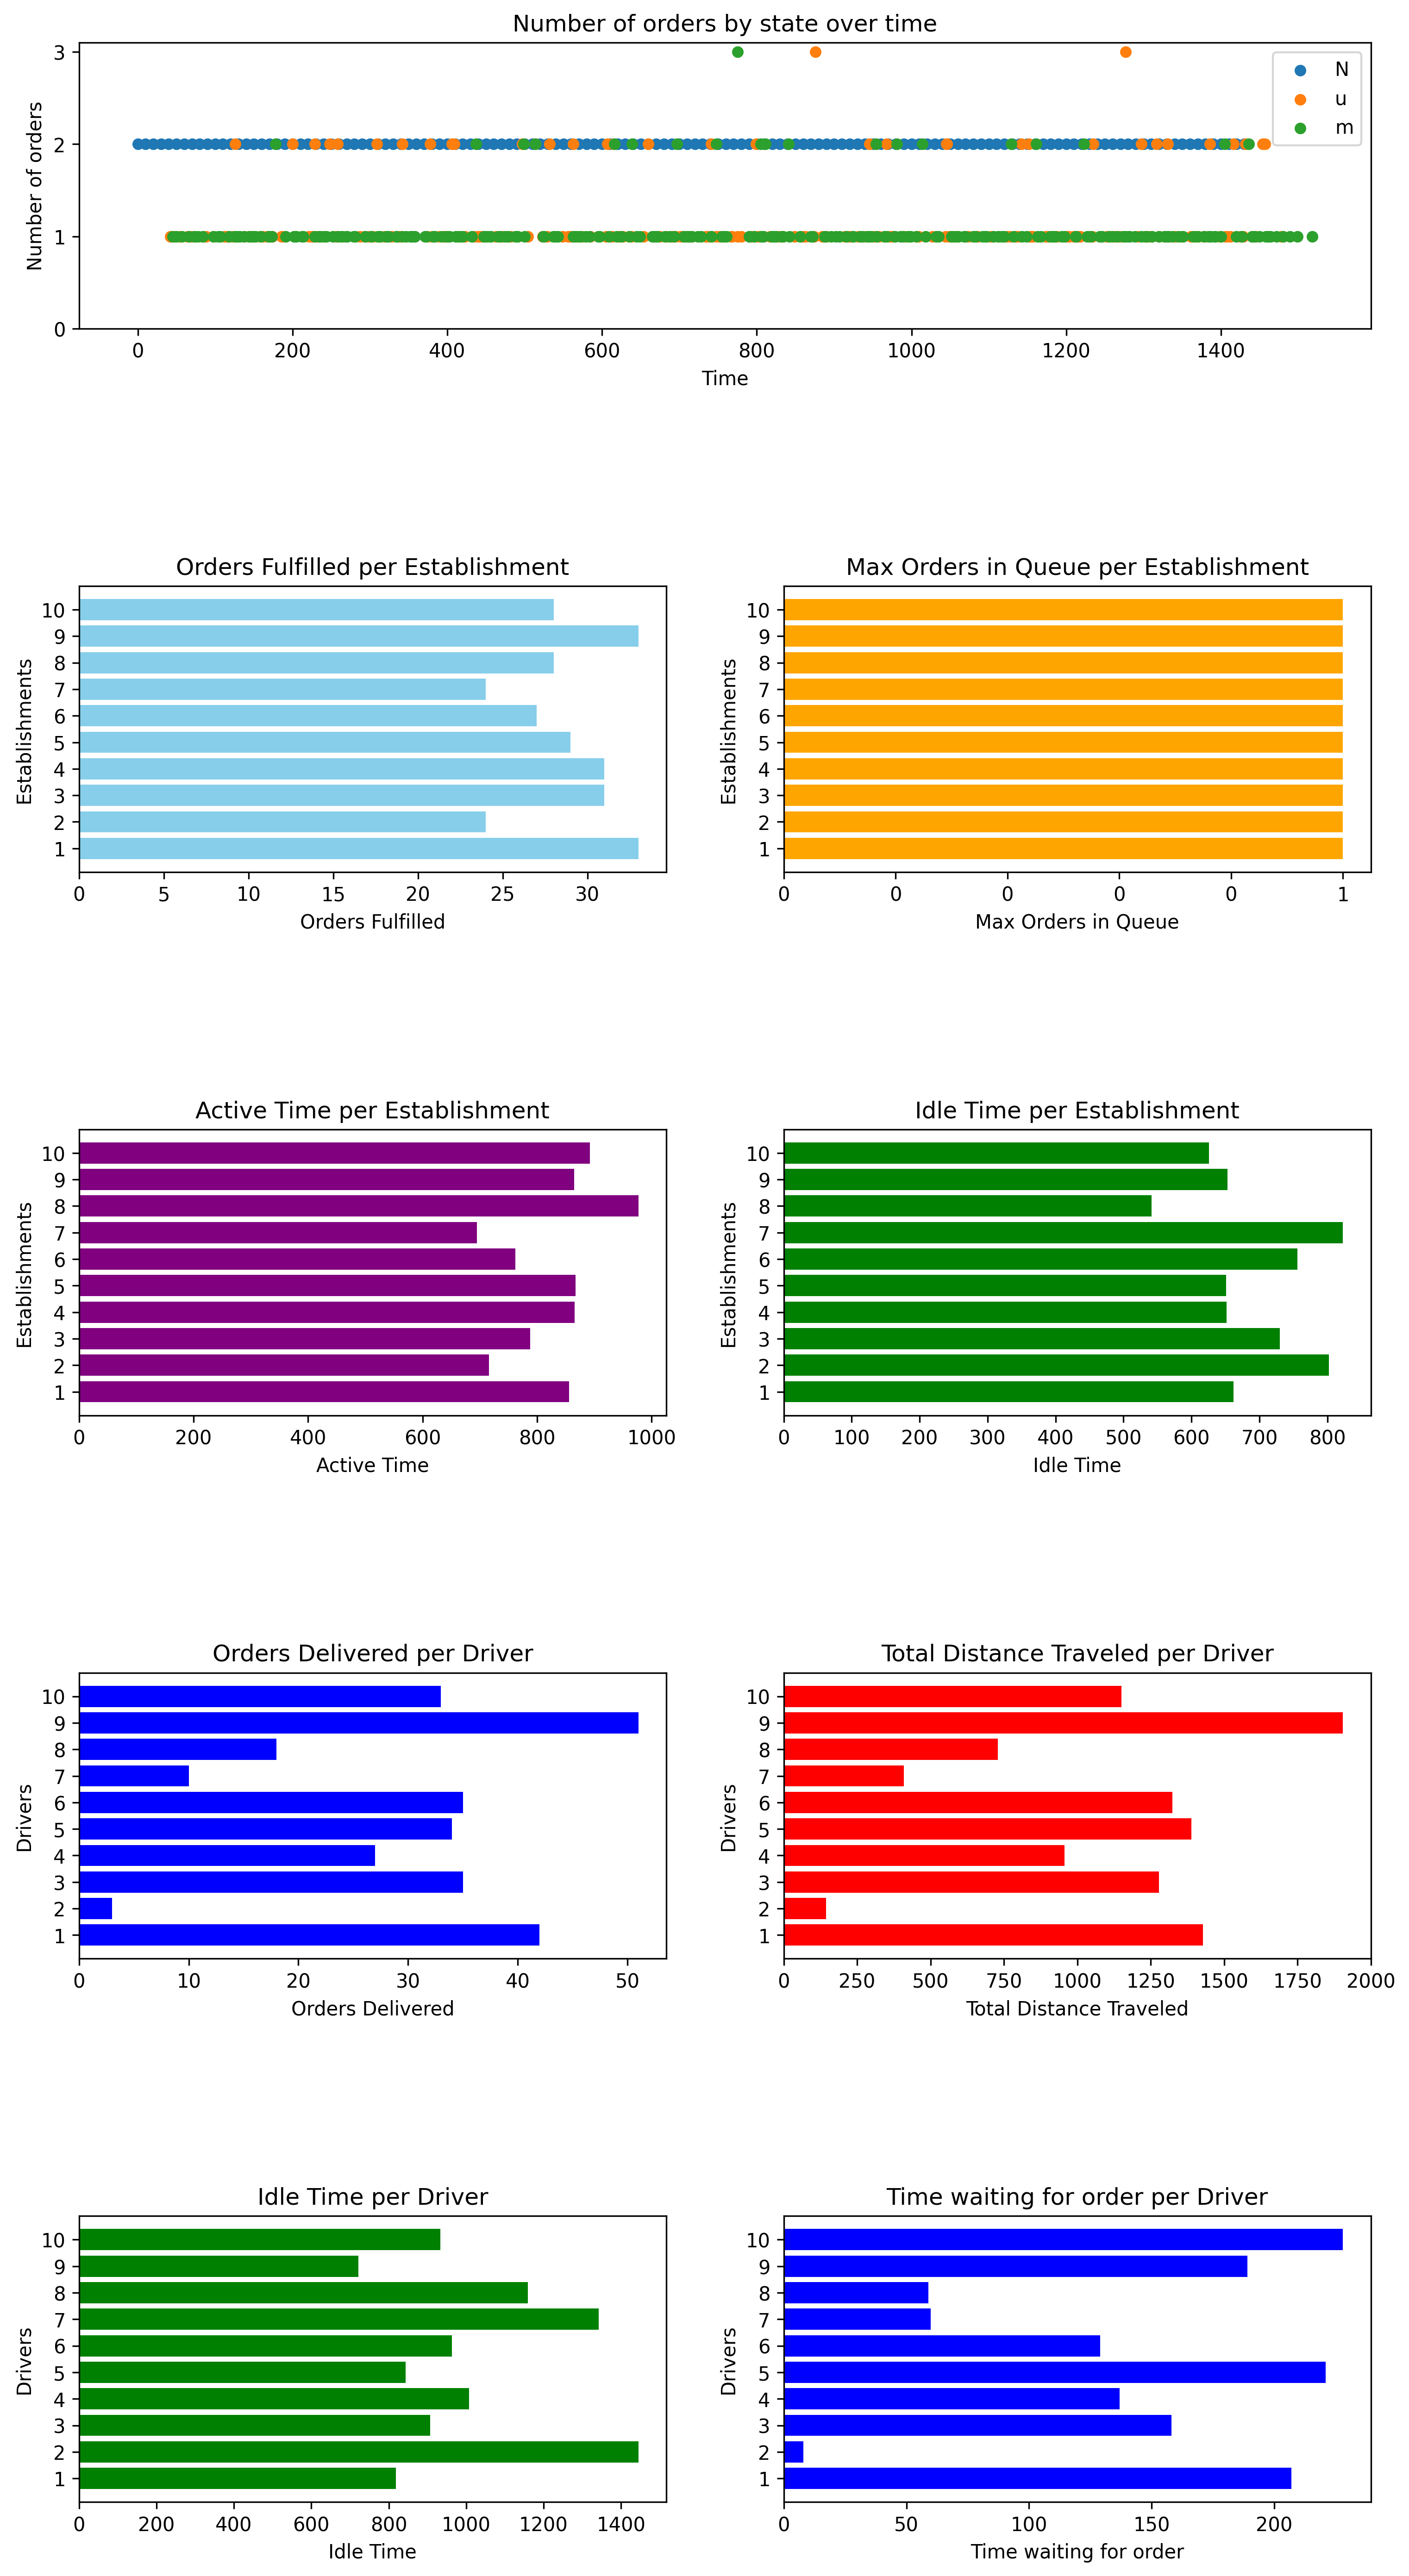 Number of orders by state over time
3
2
1
0
Number of orders
N
u
m
0 200 400 600 800 1000 1200 1400
Time
Orders Fulfilled per Establishment
10
9
8
7
6
5
4
3
2
1
Establishments
0 5 10 15 20 25 30
Orders Fulfilled
Max Orders in Queue per Establishment
10
9
8
7
6
5
4
3
2
1
Establishments
0 0 0 0 0 1
Max Orders in Queue
Active Time per Establishment
10
9
8
7
6
5
4
3
2
1
Establishments
0 200 400 600 800 1000
Active Time
Idle Time per Establishment
10
9
8
7
6
5
4
3
2
1
Establishments
0 100 200 300 400 500 600 700 800
Idle Time
Orders Delivered per Driver
10
9
8
7
6
5
4
3
2
1
Drivers
0 10 20 30 40 50
Orders Delivered
Total Distance Traveled per Driver
10
9
8
7
6
5
4
3
2
1
Drivers
0 250 500 750 1000 1250 1500 1750 2000
Total Distance Traveled
Idle Time per Driver
10
9
8
7
6
5
4
3
2
1
Drivers
0 200 400 600 800 1000 1200 1400
Idle Time
Time waiting for order per Driver
10
9
8
7
6
5
4
3
2
1
Drivers
0 50 100 150 200
Time waiting for order